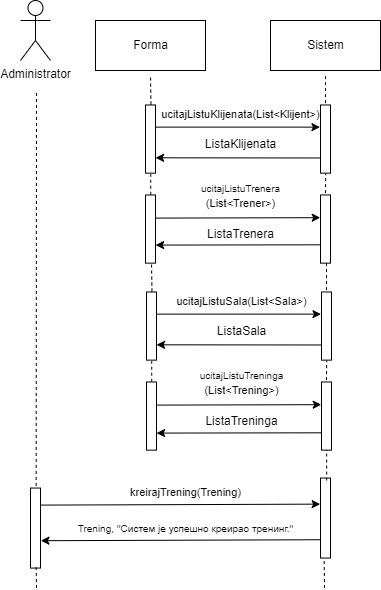 Forma
Sistem
Administrator
ucitajListuKlijenata(List<Klijent>)
ListaKlijenata
ucitajListuTrenera
(List<Trener>)
ListaTrenera
ucitajListuSala(List<Sala>)
ListaSala
ucitajListuTreninga
(List<Trening>)
ListaTreninga
kreirajTrening(Trening)
Trening, "Систем је успешно креирао тренинг."